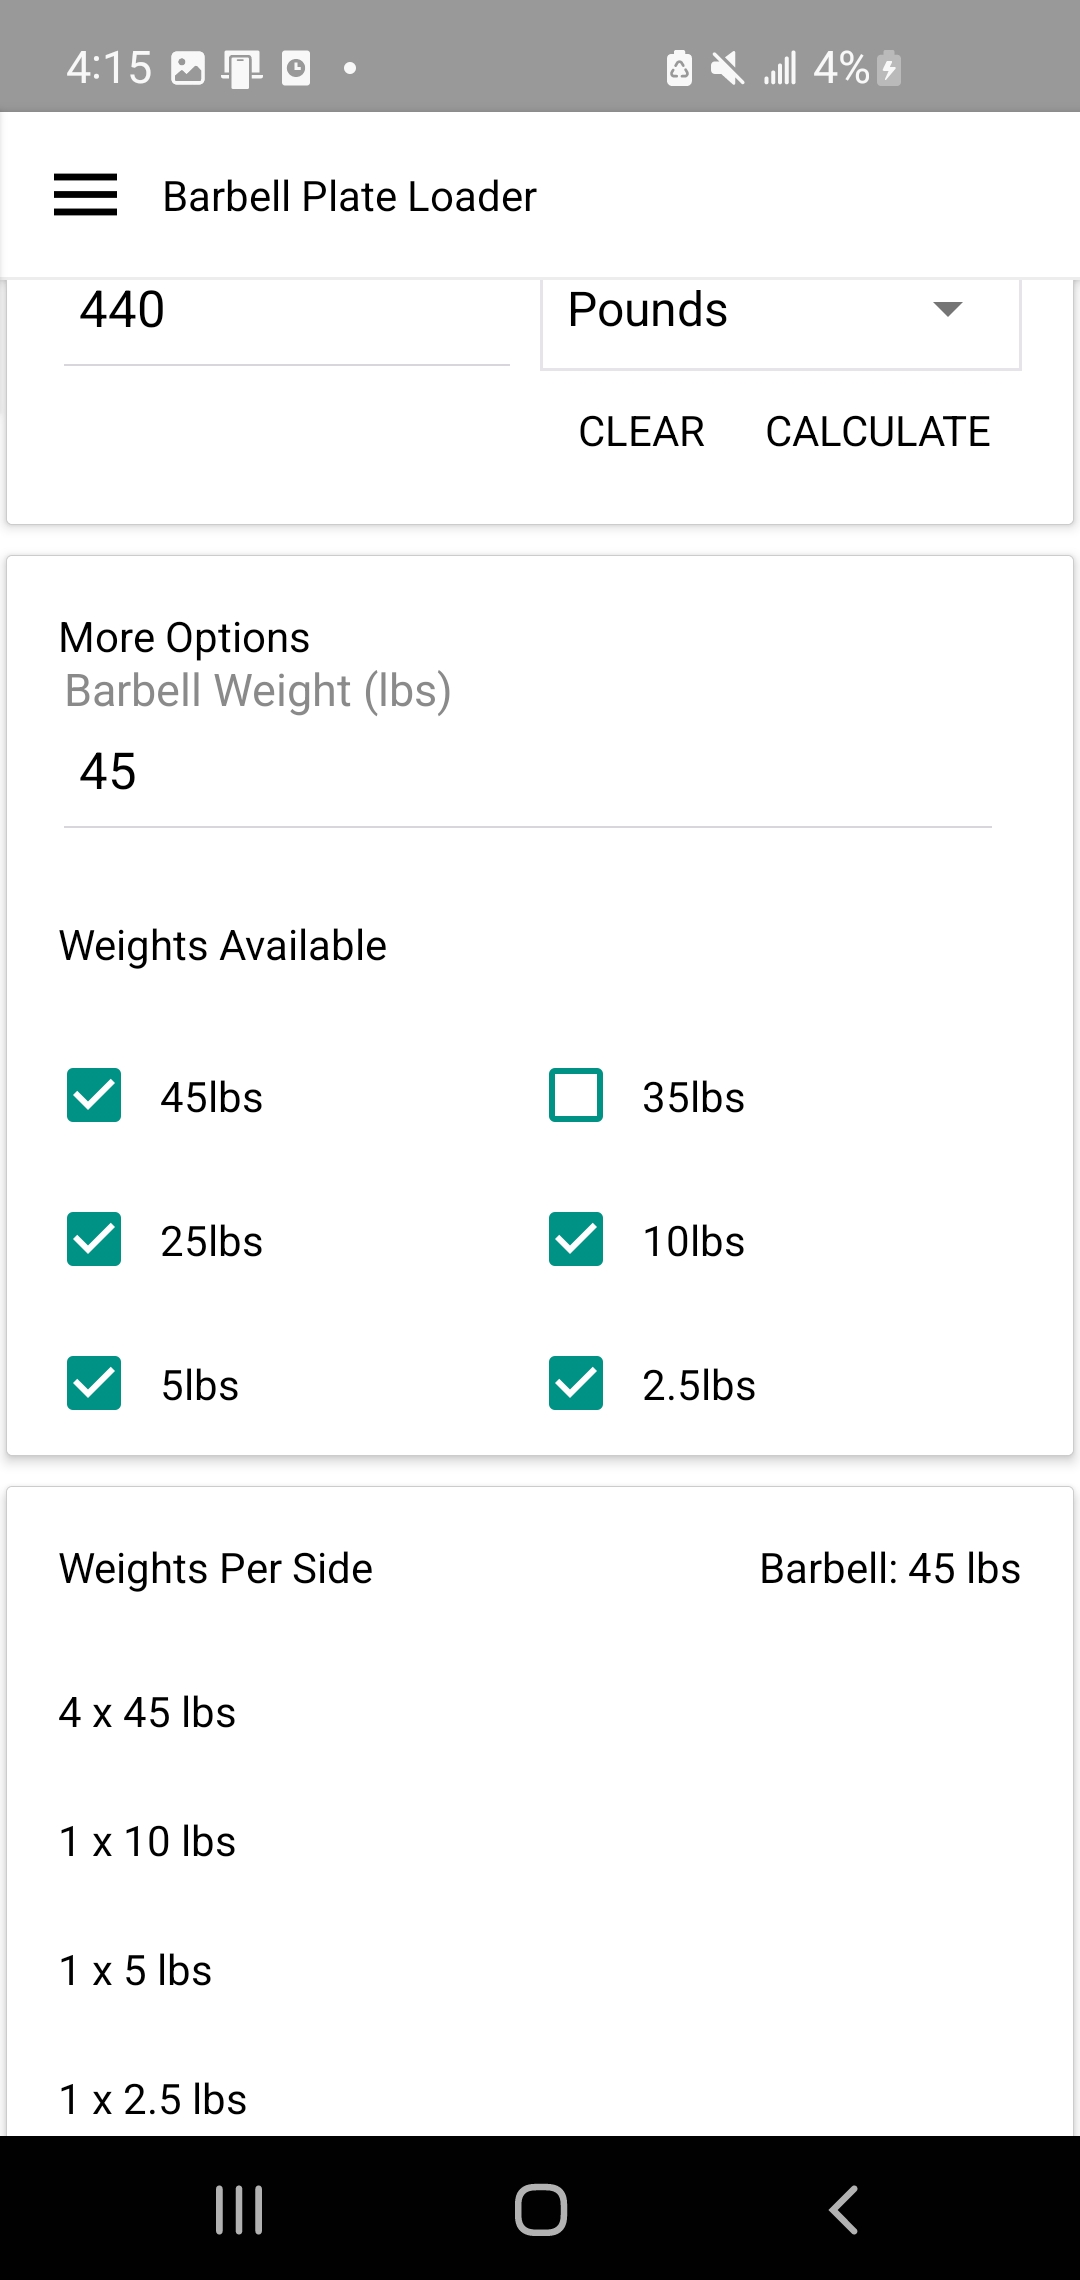 4:15 4%
Barbell Plate Loader
440 Pounds
CLEAR CALCULATE
More Options
Barbell Weight (lbs)
45
Weights Available
45lbs 35lbs
25lbs 10lbs
5lbs 2.5lbs
Weights Per Side Barbell: 45 lbs
4 x 45 lbs
1 x 10 lbs
1 x 5 lbs
1 x 2.5 lbs